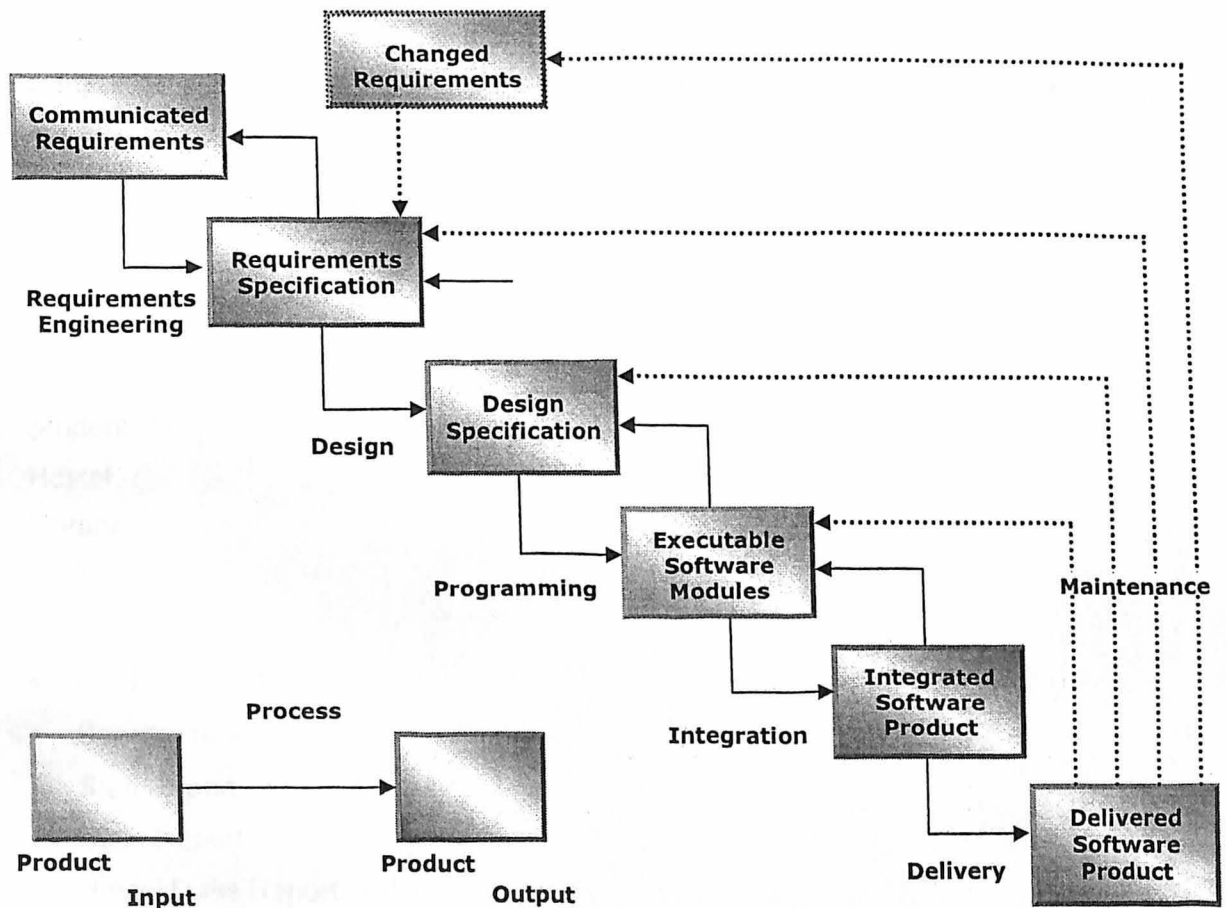 Changed
Requirements
Communicated
Requirements
Requirements
Specification
Requirements
Engineering
Design
Specification
Design
Executable
Software
Modules
Programming
Maintenance
Integrated
Software
Product
Integration
Process
Delivered
Software
Product
Delivery
Product
Input
Product
Output